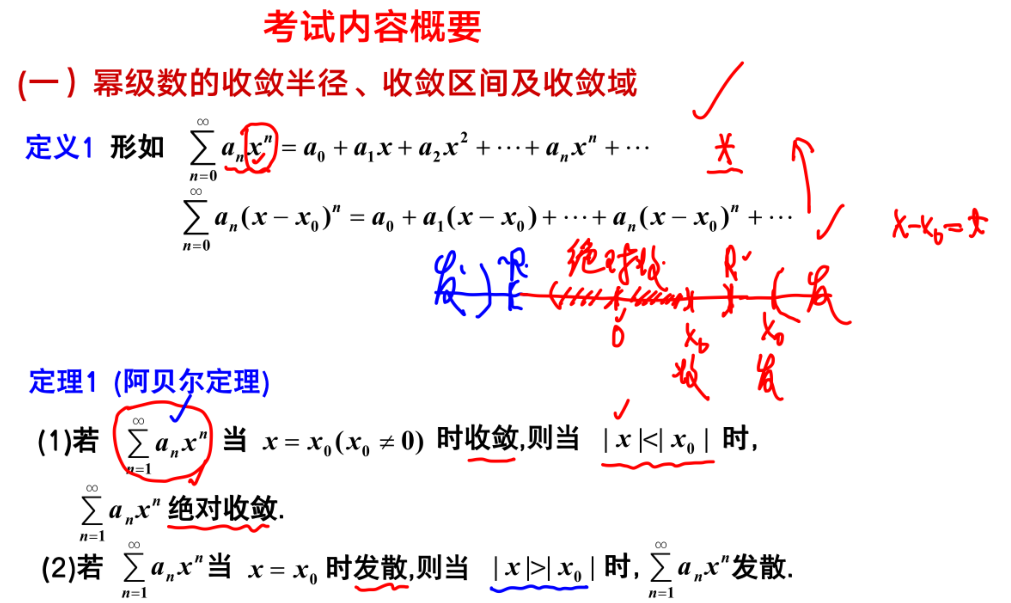 考试内容概要
(一) 幂级数的收敛半径、收敛区间及收敛域
定义1 形如 $\sum_{n=0}^{\infty} a_n x^n = a_0 + a_1 x + a_2 x^2 + \cdots + a_n x^n + \cdots$ *
$\sum_{n=0}^{\infty} a_n (x - x_0)^n = a_0 + a_1 (x - x_0) + \cdots + a_n (x - x_0)^n + \cdots$ x-x₀=t
发 -R 绝对收 R 发
0 x₀ x₀
收 发
定理1 (阿贝尔定理)
(1)若 $\sum_{n=1}^{\infty} a_n x^n$ 当 $x = x_0 (x_0 \neq 0)$ 时收敛,则当 $|x|<|x_0|$ 时,
$\sum_{n=1}^{\infty} a_n x^n$ 绝对收敛.
(2)若 $\sum_{n=1}^{\infty} a_n x^n$ 当 $x = x_0$ 时发散,则当 $|x|>|x_0|$ 时, $\sum_{n=1}^{\infty} a_n x^n$ 发散.